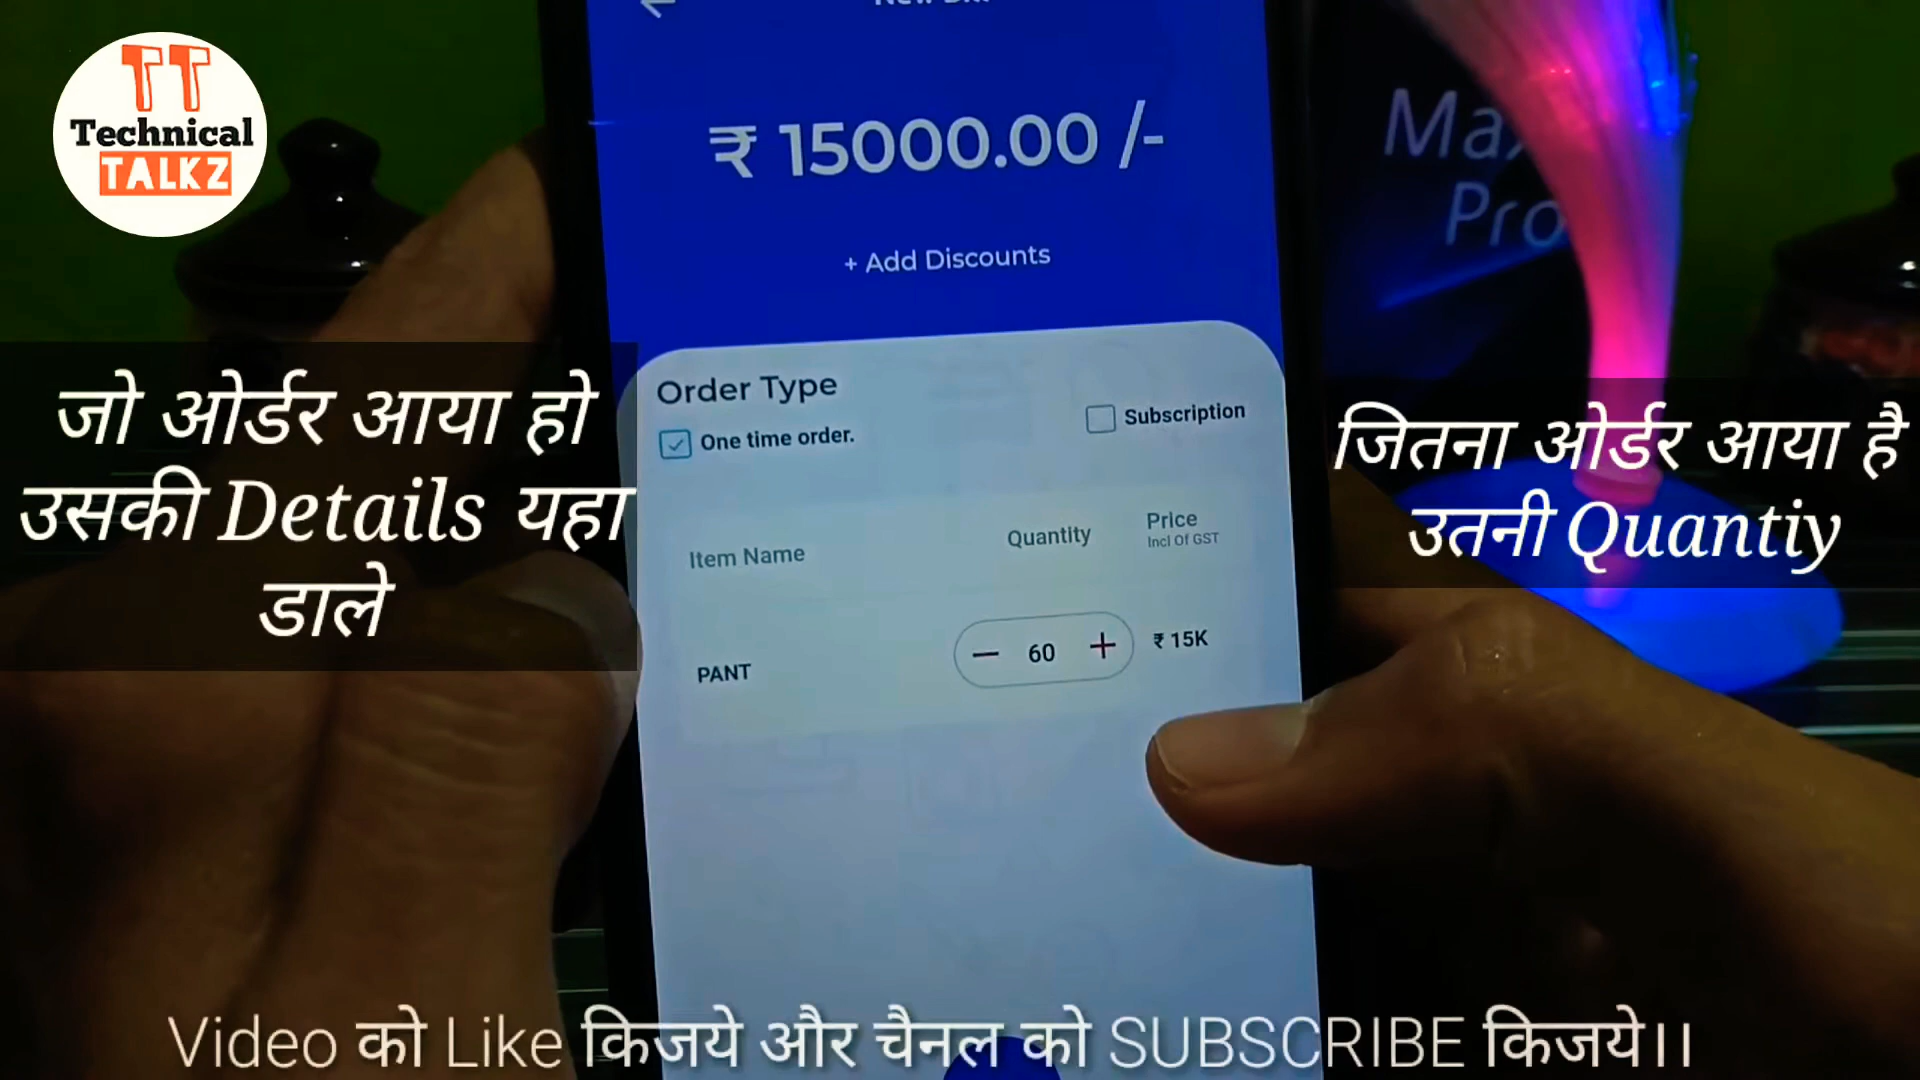 TT
Technical
TALKZ
₹ 15000.00 /-
+ Add Discounts
Max
Pro
जो ओर्डर आया हो
उसकी Details यहा
डाले
Order Type
One time order.
Subscription
जितना ओर्डर आया है
उतनी Quantiy
Item Name
Quantity
Price
Incl Of GST
PANT
60
₹ 15K
Video को Like किजये और चैनल को SUBSCRIBE किजये।।